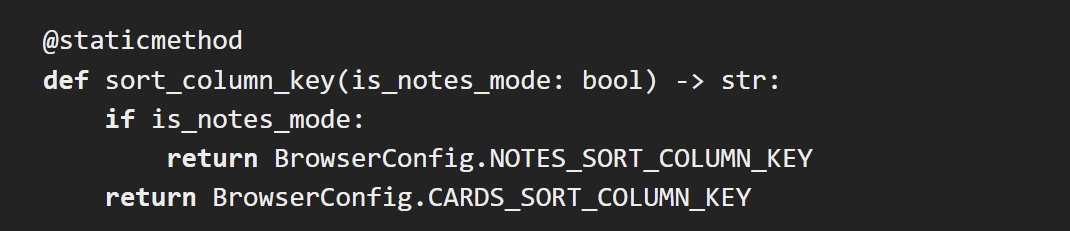 @staticmethod
def sort_column_key(is_notes_mode: bool) -> str:
    if is_notes_mode:
        return BrowserConfig.NOTES_SORT_COLUMN_KEY
    return BrowserConfig.CARDS_SORT_COLUMN_KEY